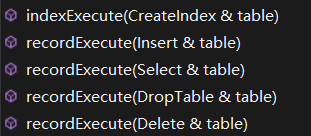 indexExecute(CreateIndex & table)
recordExecute(Insert & table)
recordExecute(Select & table)
recordExecute(DropTable & table)
recordExecute(Delete & table)